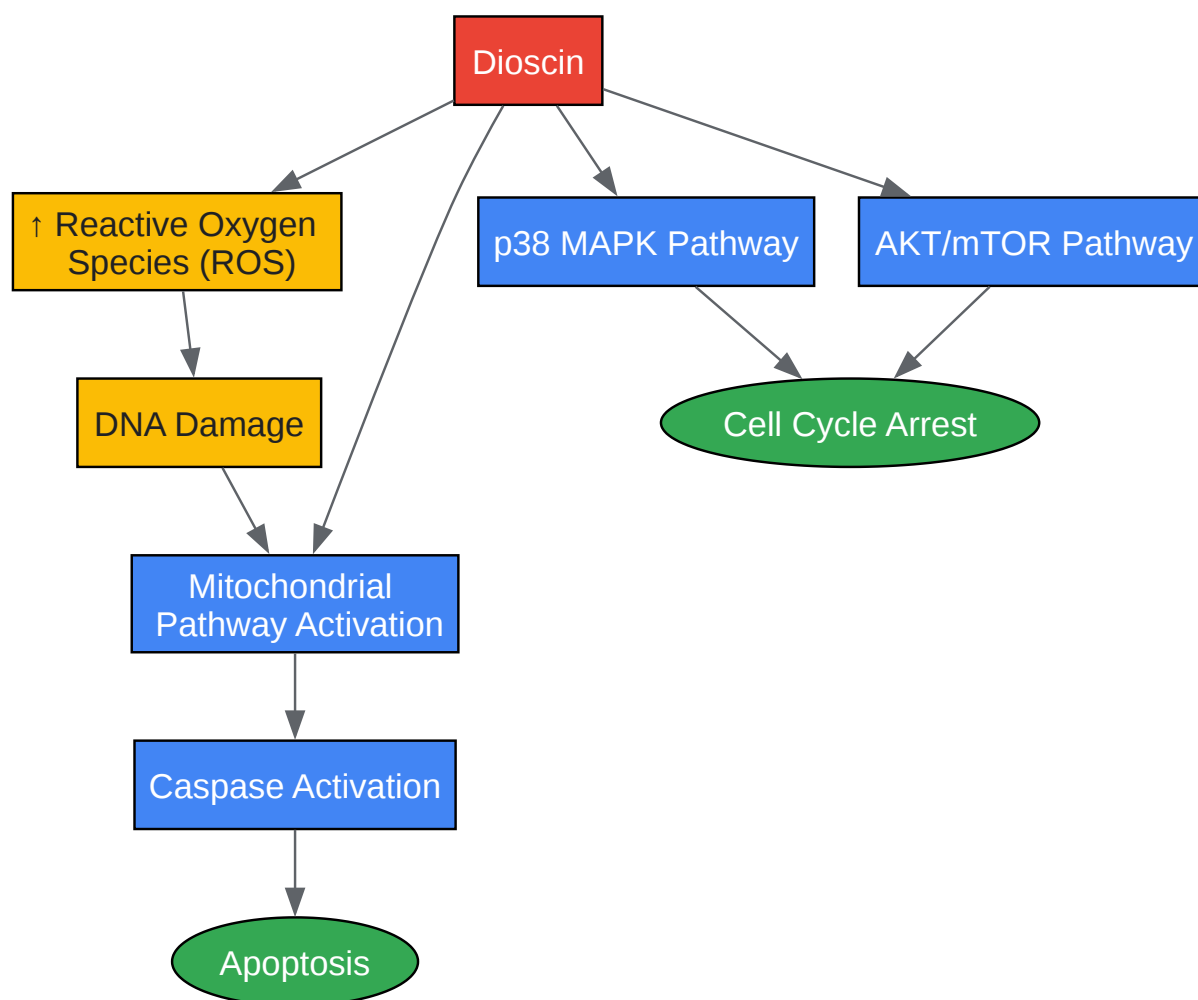 Dioscin
↑ Reactive Oxygen
Species (ROS)
p38 MAPK Pathway
AKT/mTOR Pathway
DNA Damage
Cell Cycle Arrest
Mitochondrial
Pathway Activation
Caspase Activation
Apoptosis